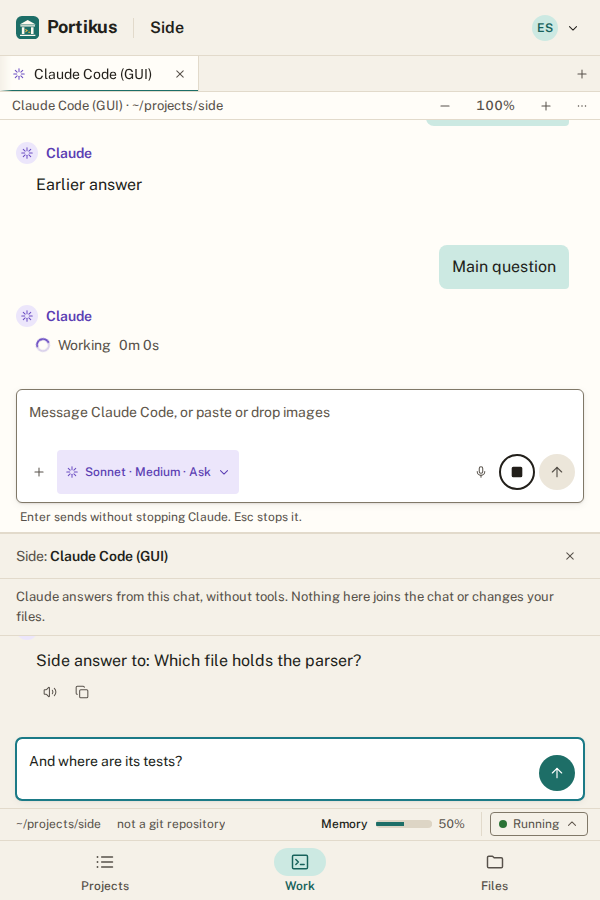 Portikus
Side
ES
Claude Code (GUI)
Claude Code (GUI) · ~/projects/side
100%
Claude
Earlier answer
Main question
Claude
Working 0m 0s
Message Claude Code, or paste or drop images
Sonnet · Medium · Ask
Enter sends without stopping Claude. Esc stops it.
Side: Claude Code (GUI)
Claude answers from this chat, without tools. Nothing here joins the chat or changes your
files.
Side answer to: Which file holds the parser?
And where are its tests?
~/projects/side not a git repository Memory 50% Running
Projects Work Files